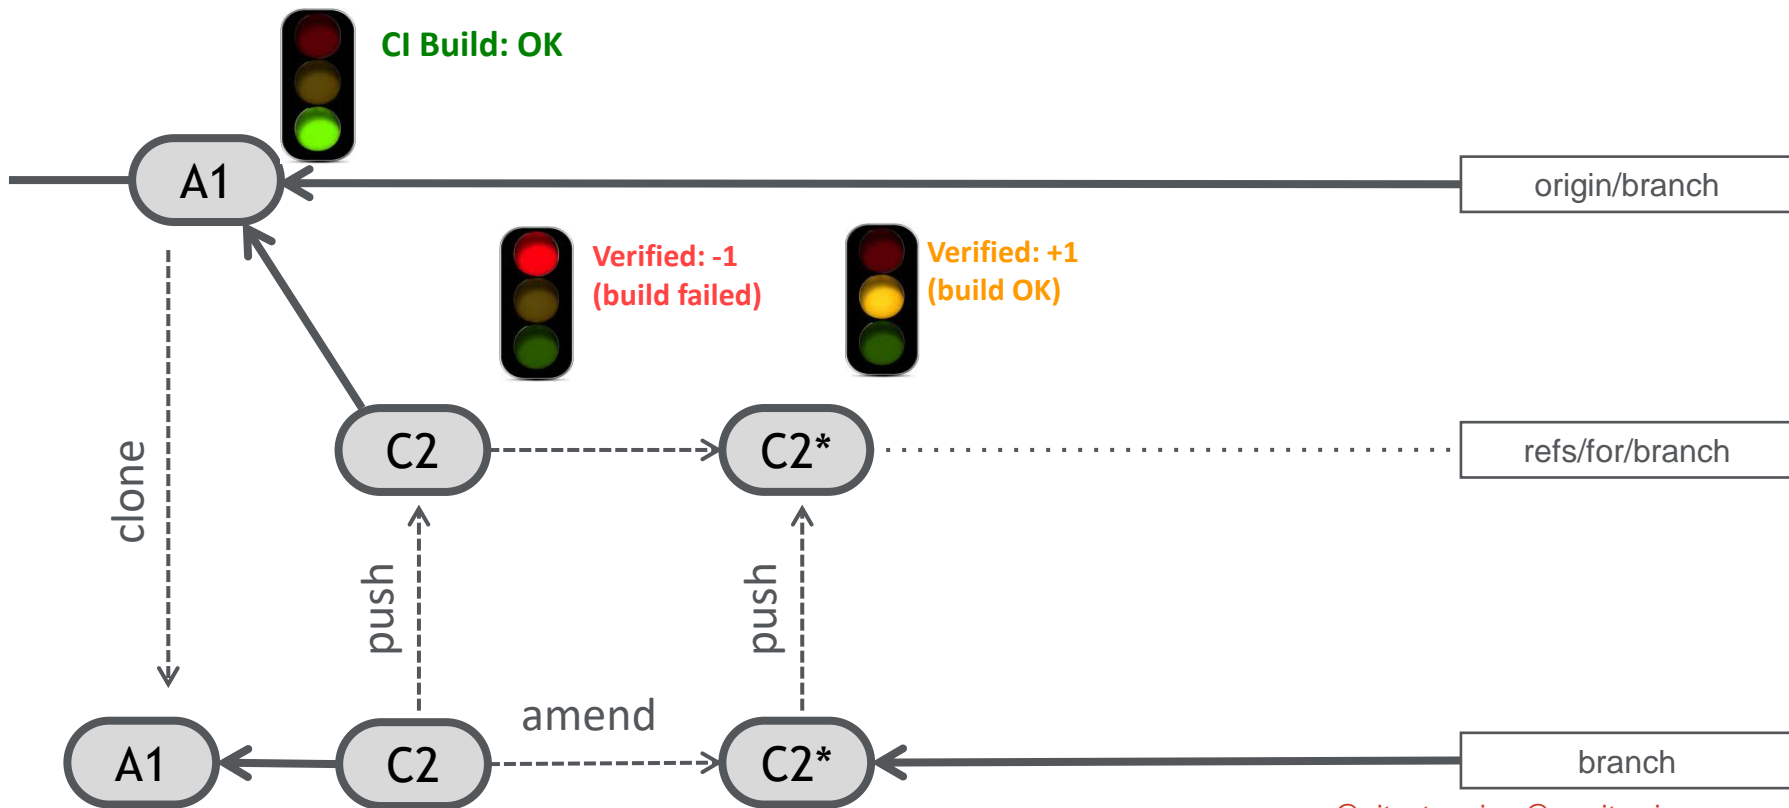 CI Build: OK
A1
origin/branch
Verified: -1
(build failed)
Verified: +1
(build OK)
clone
C2
C2*
refs/for/branch
push
push
amend
A1
C2
C2*
branch